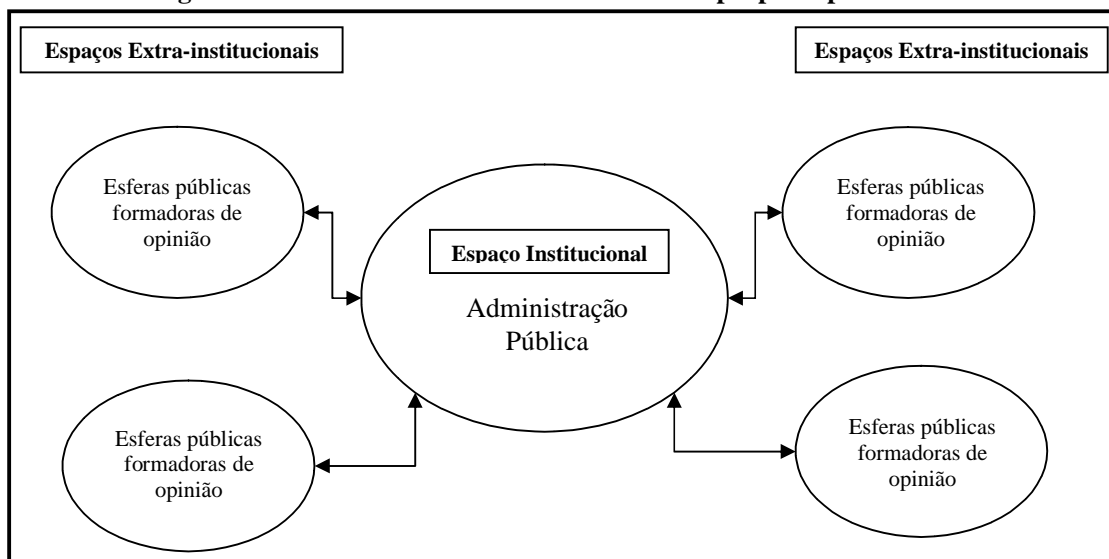 Espaços Extra-institucionais
Espaços Extra-institucionais
Esferas públicas
formadoras de
opinião
Esferas públicas
formadoras de
opinião
Espaço Institucional
Administração
Pública
Esferas públicas
formadoras de
opinião
Esferas públicas
formadoras de
opinião